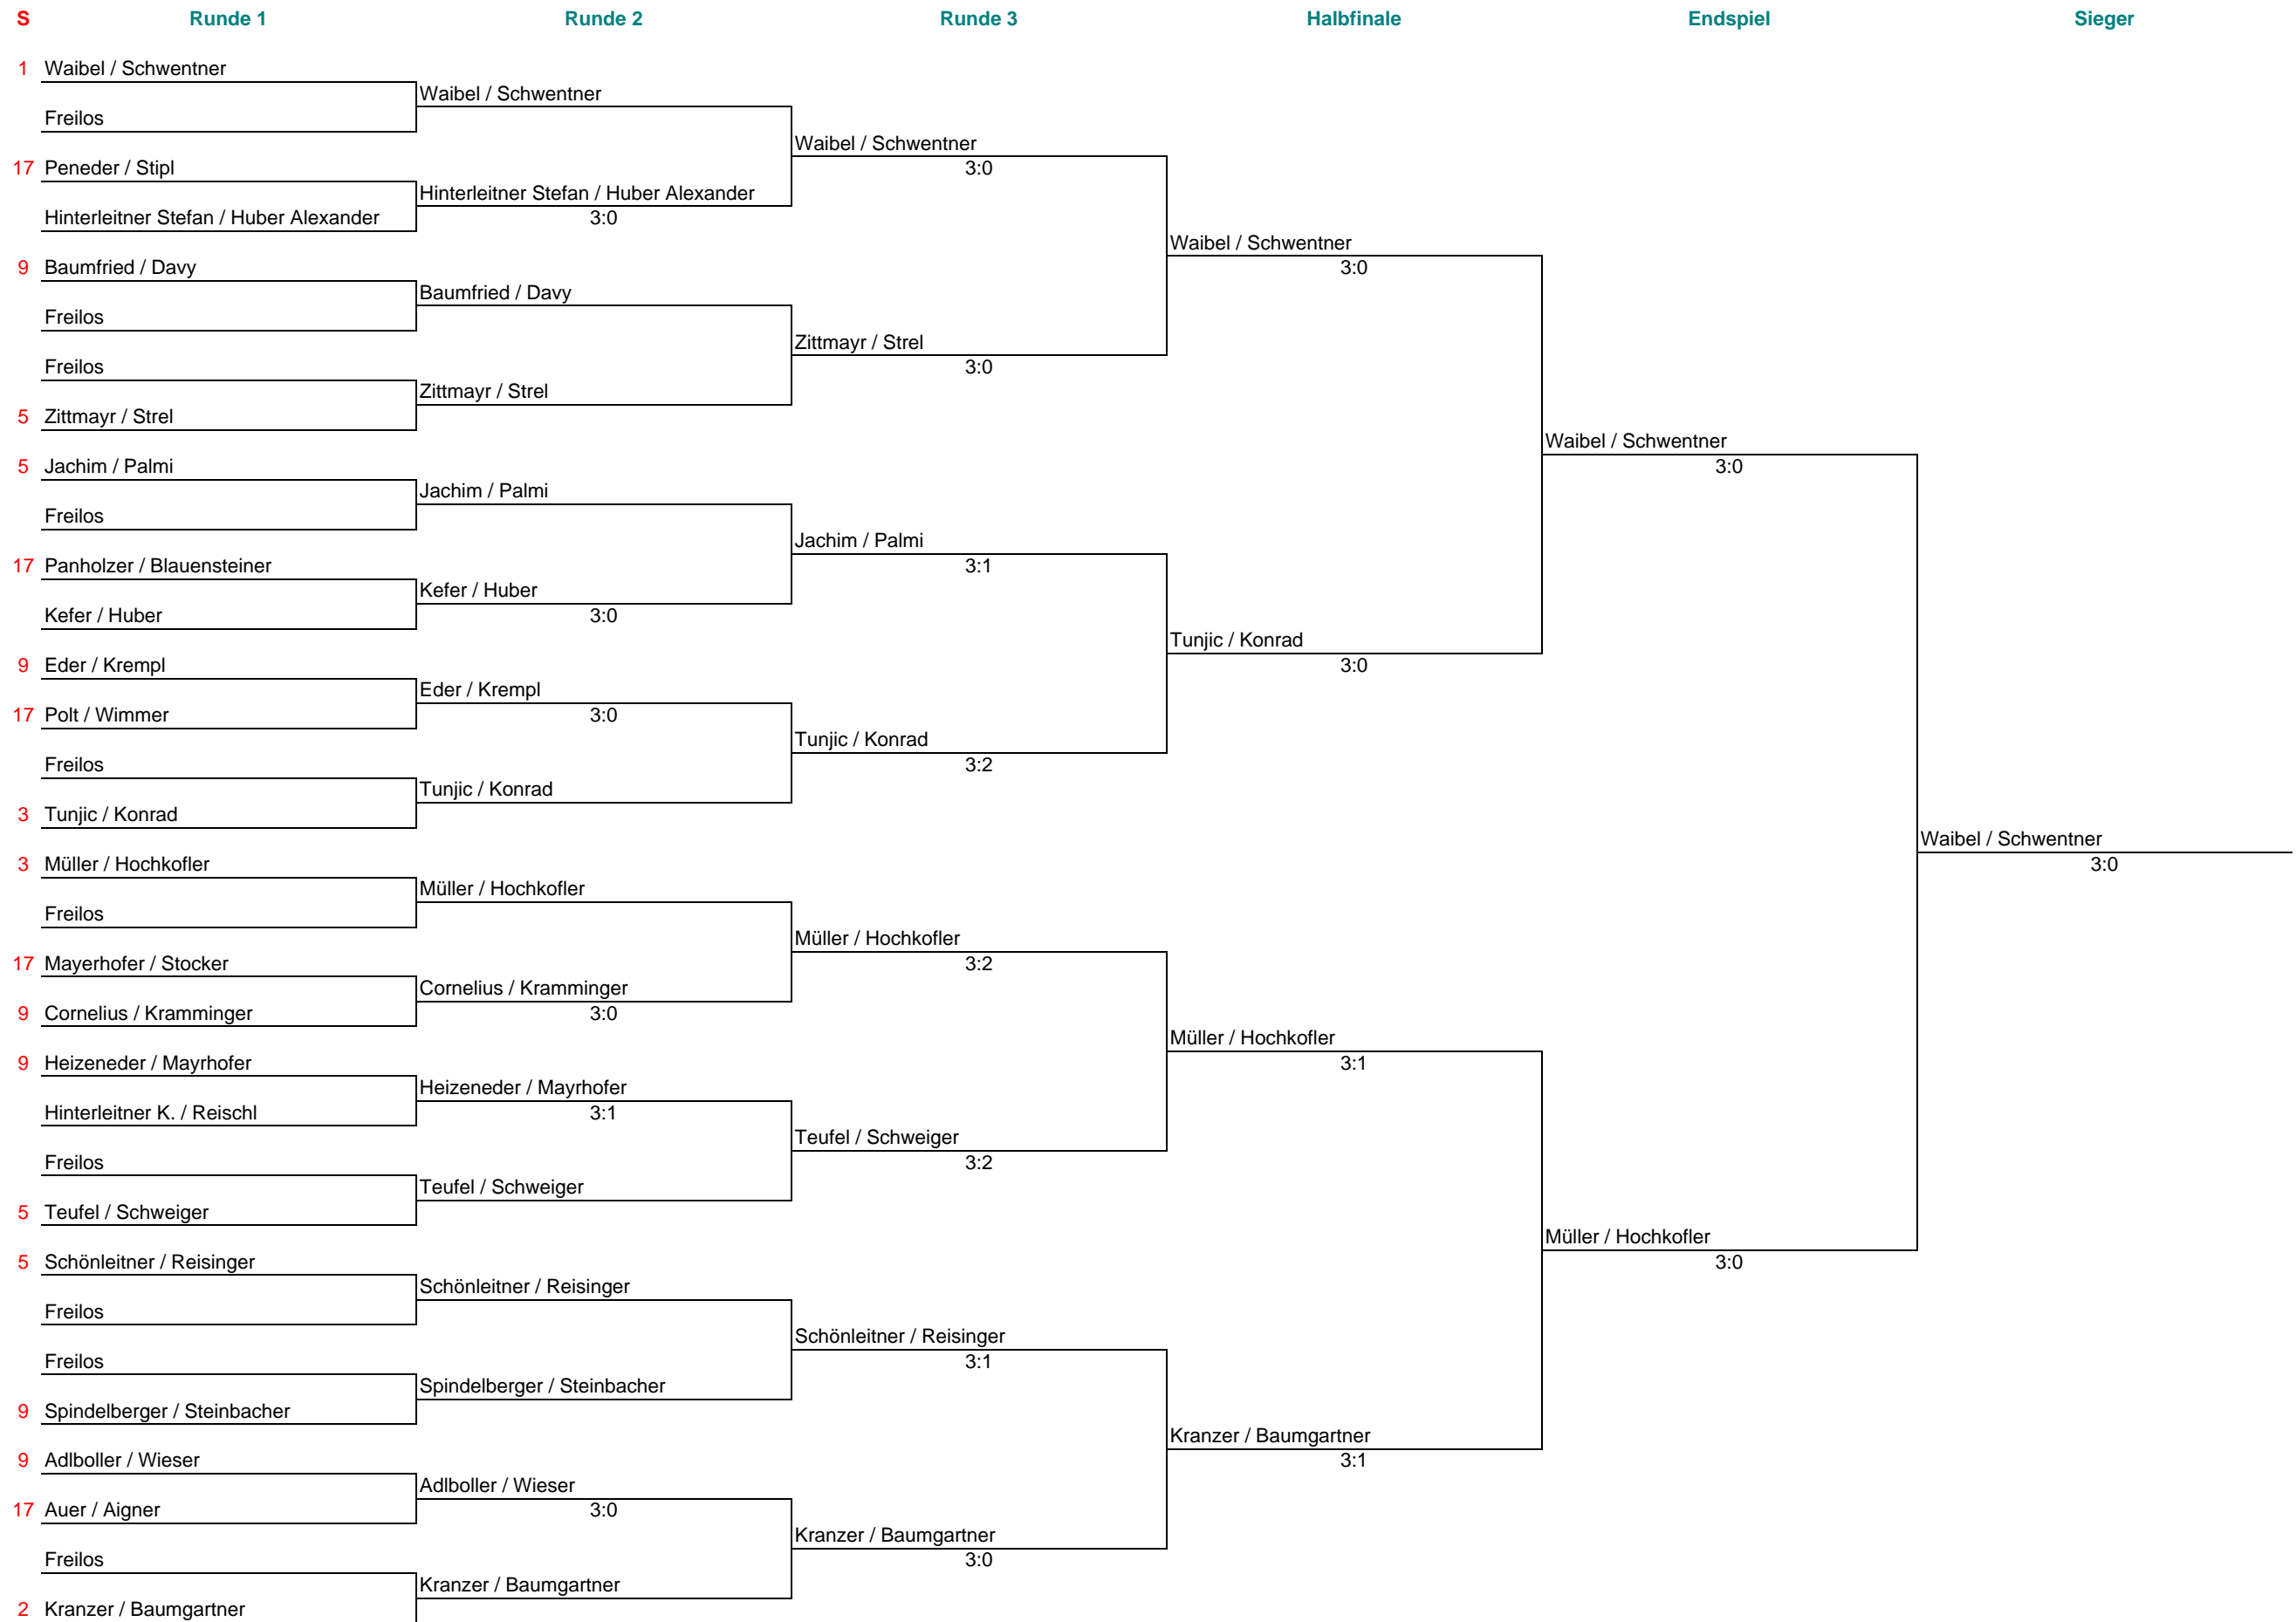 S Runde 1 Runde 2 Runde 3 Halbfinale Endspiel Sieger
1 Waibel / Schwentner
Waibel / Schwentner
Freilos
Waibel / Schwentner
17 Peneder / Stipl 3:0
Hinterleitner Stefan / Huber Alexander
Hinterleitner Stefan / Huber Alexander 3:0
Waibel / Schwentner
9 Baumfried / Davy 3:0
Baumfried / Davy
Freilos
Zittmayr / Strel
Freilos 3:0
Zittmayr / Strel
5 Zittmayr / Strel
Waibel / Schwentner
5 Jachim / Palmi 3:0
Jachim / Palmi
Freilos
Jachim / Palmi
17 Panholzer / Blauensteiner 3:1
Kefer / Huber
Kefer / Huber 3:0
Tunjic / Konrad
9 Eder / Krempl 3:0
Eder / Krempl
17 Polt / Wimmer 3:0
Tunjic / Konrad
Freilos 3:2
Tunjic / Konrad
3 Tunjic / Konrad
Waibel / Schwentner
3 Müller / Hochkofler 3:0
Müller / Hochkofler
Freilos
Müller / Hochkofler
17 Mayerhofer / Stocker 3:2
Cornelius / Kramminger
9 Cornelius / Kramminger 3:0
Müller / Hochkofler
9 Heizeneder / Mayrhofer 3:1
Heizeneder / Mayrhofer
Hinterleitner K. / Reischl 3:1
Teufel / Schweiger
Freilos 3:2
Teufel / Schweiger
5 Teufel / Schweiger
Müller / Hochkofler
5 Schönleitner / Reisinger 3:0
Schönleitner / Reisinger
Freilos
Schönleitner / Reisinger
Freilos 3:1
Spindelberger / Steinbacher
9 Spindelberger / Steinbacher
Kranzer / Baumgartner
9 Adlboller / Wieser 3:1
Adlboller / Wieser
17 Auer / Aigner 3:0
Kranzer / Baumgartner
Freilos 3:0
Kranzer / Baumgartner
2 Kranzer / Baumgartner